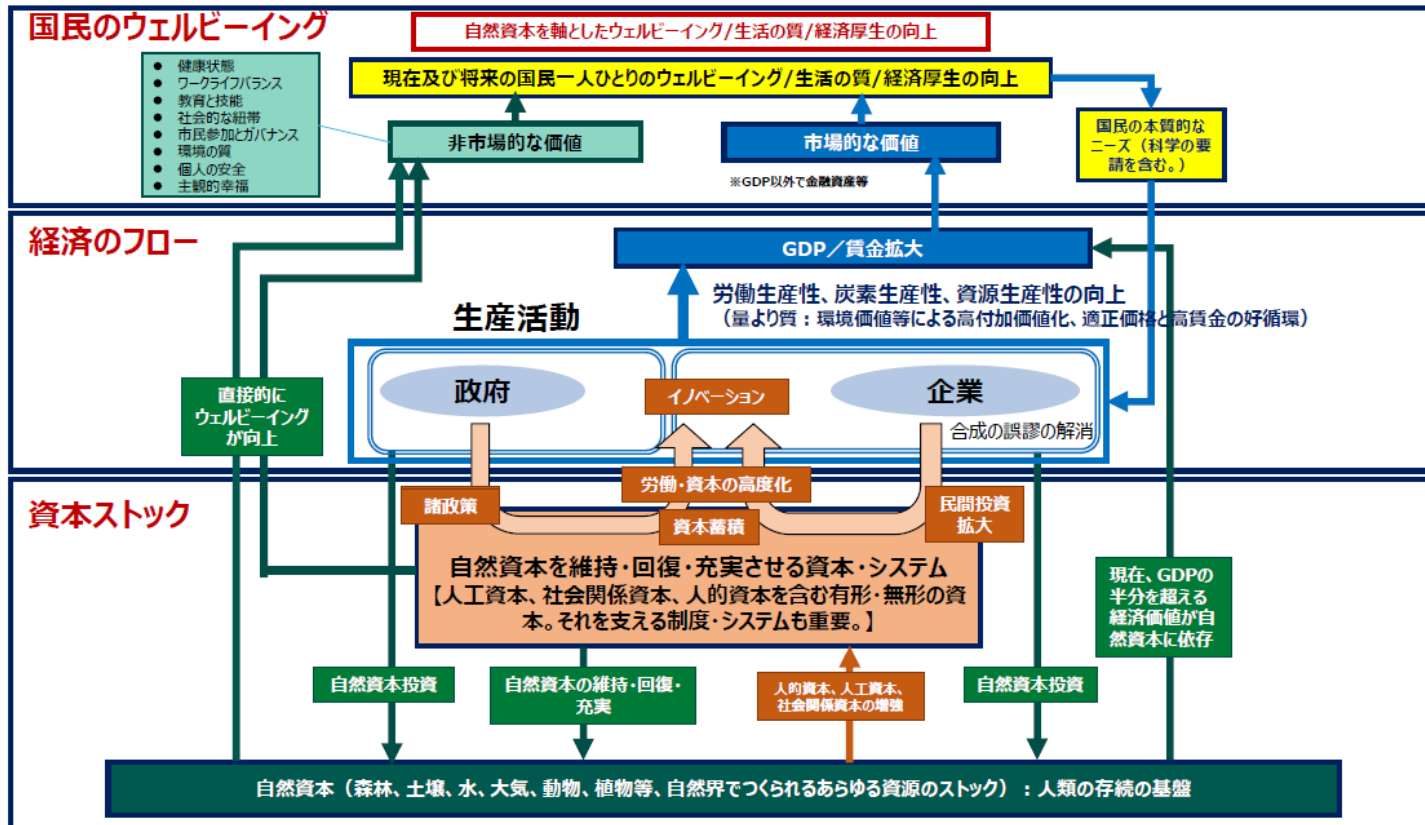 国民のウェルビーイング
自然資本を軸としたウェルビーイング/生活の質/経済厚生の向上
現在及び将来の国民一人ひとりのウェルビーイング/生活の質/経済厚生の向上
● 健康状態
● ワークライフバランス
● 教育と技能
● 社会的な紐帯
● 市民参加とガバナンス
● 環境の質
● 個人の安全
● 主観的幸福
非市場的な価値
市場的な価値
※GDP以外で金融資産等
国民の本質的な
ニーズ（科学の要
請を含む。）
経済のフロー
GDP／賃金拡大
労働生産性、炭素生産性、資源生産性の向上
（量より質：環境価値等による高付加価値化、適正価格と高賃金の好循環）
生産活動
政府
イノベーション
企業
合成の誤謬の解消
直接的に
ウェルビーイング
が向上
労働・資本の高度化
資本ストック
諸政策
資本蓄積
民間投資
拡大
自然資本を維持・回復・充実させる資本・システム
【人工資本、社会関係資本、人的資本を含む有形・無形の資
本。それを支える制度・システムも重要。】
現在、GDPの
半分を超える
経済価値が自
然資本に依存
自然資本投資
自然資本の維持・回復・
充実
人的資本、人工資本、
社会関係資本の増強
自然資本投資
自然資本（森林、土壌、水、大気、動物、植物等、自然界でつくられるあらゆる資源のストック）：人類の存続の基盤